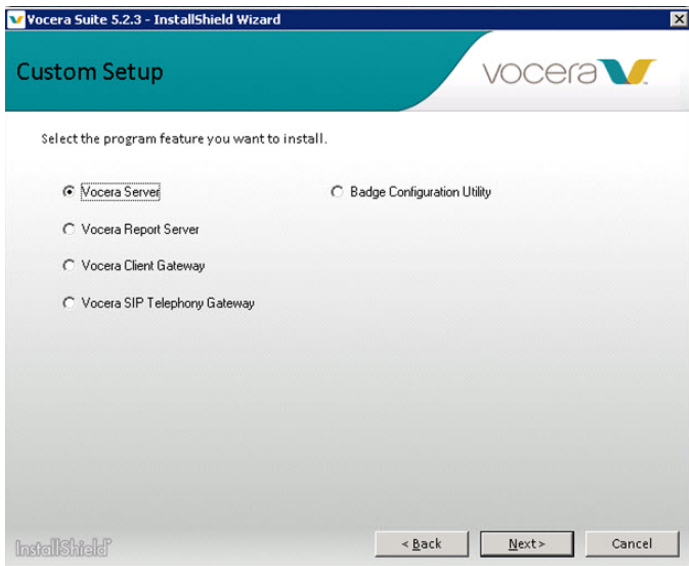 Vocera Suite 5.2.3 - InstallShield Wizard
Custom Setup
vocera
Select the program feature you want to install.
Vocera Server
Badge Configuration Utility
Vocera Report Server
Vocera Client Gateway
Vocera SIP Telephony Gateway
InstallShield
< Back
Next >
Cancel